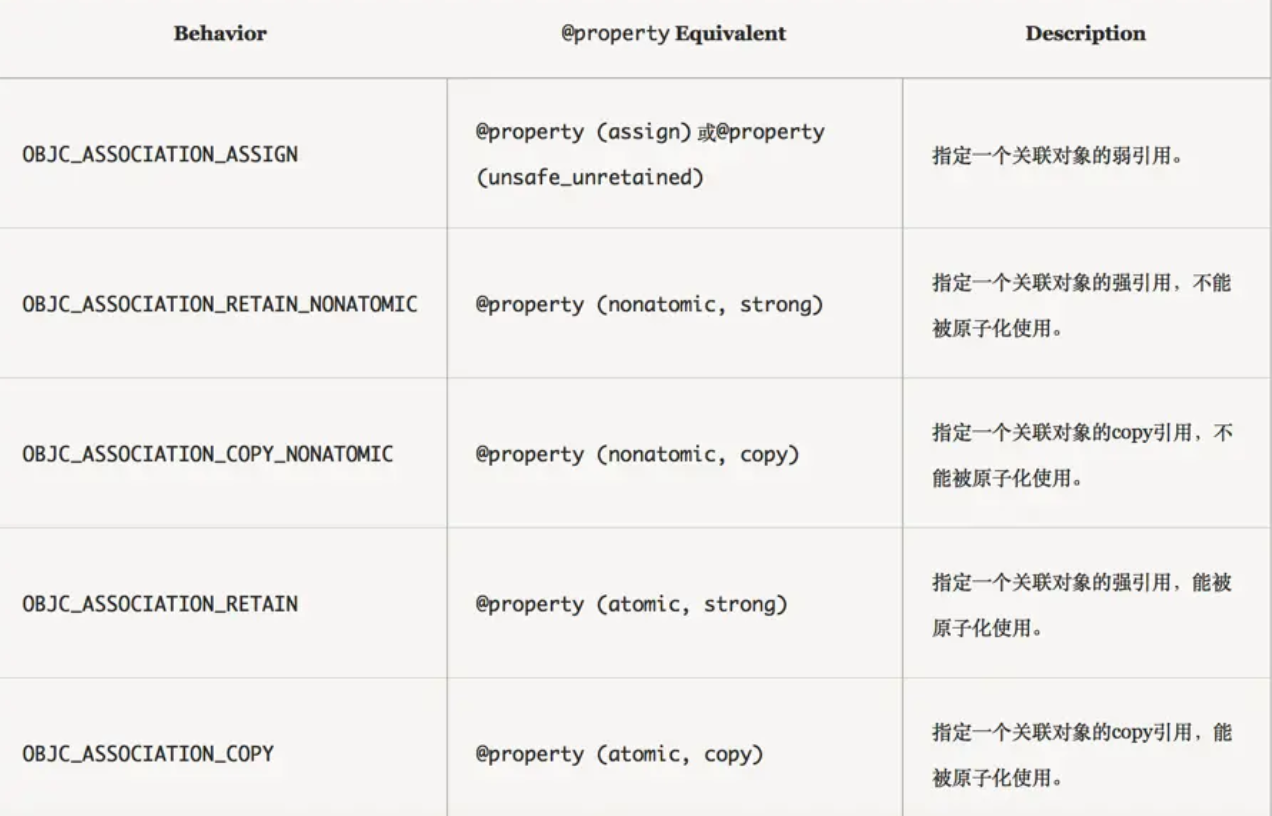 Behavior @property Equivalent Description
OBJC_ASSOCIATION_ASSIGN
@property (assign) 或@property
(unsafe_unretained)
指定一个关联对象的弱引用。
OBJC_ASSOCIATION_RETAIN_NONATOMIC
@property (nonatomic, strong)
指定一个关联对象的强引用，不能
被原子化使用。
OBJC_ASSOCIATION_COPY_NONATOMIC
@property (nonatomic, copy)
指定一个关联对象的copy引用，不
能被原子化使用。
OBJC_ASSOCIATION_RETAIN
@property (atomic, strong)
指定一个关联对象的强引用，能被
原子化使用。
OBJC_ASSOCIATION_COPY
@property (atomic, copy)
指定一个关联对象的copy引用，能
被原子化使用。